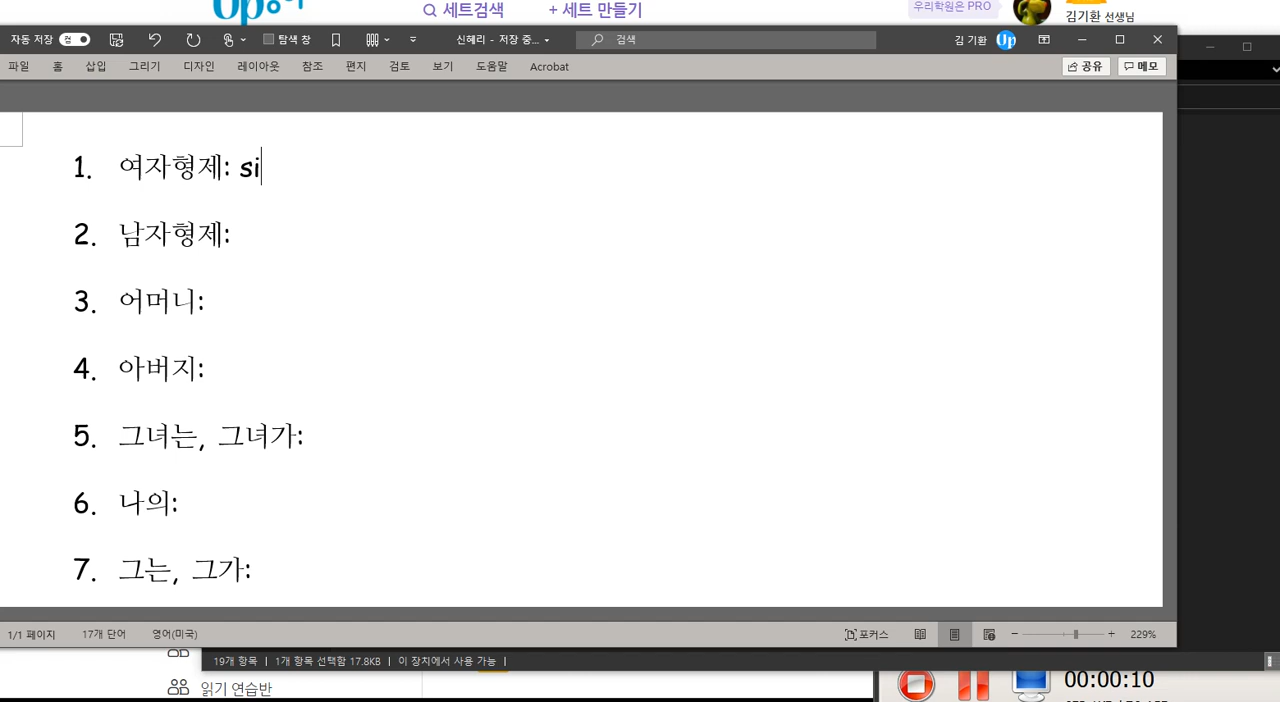 Up영어
세트검색
+ 세트 만들기
우리학원은 PRO
김기환 선생님
자동 저장
켬
탐색 창
신혜리 - 저장 중...
검색
김 기환
Up
파일 홈 삽입 그리기 디자인 레이아웃 참조 편지 검토 보기 도움말 Acrobat
공유
메모
1. 여자형제: si
2. 남자형제:
3. 어머니:
4. 아버지:
5. 그녀는, 그녀가:
6. 나의:
7. 그는, 그가:
1/1 페이지 17개 단어 영어(미국)
포커스
229%
19개 항목 | 1개 항목 선택함 17.8KB | 이 장치에서 사용 가능 |
읽기 연습반
00:00:10